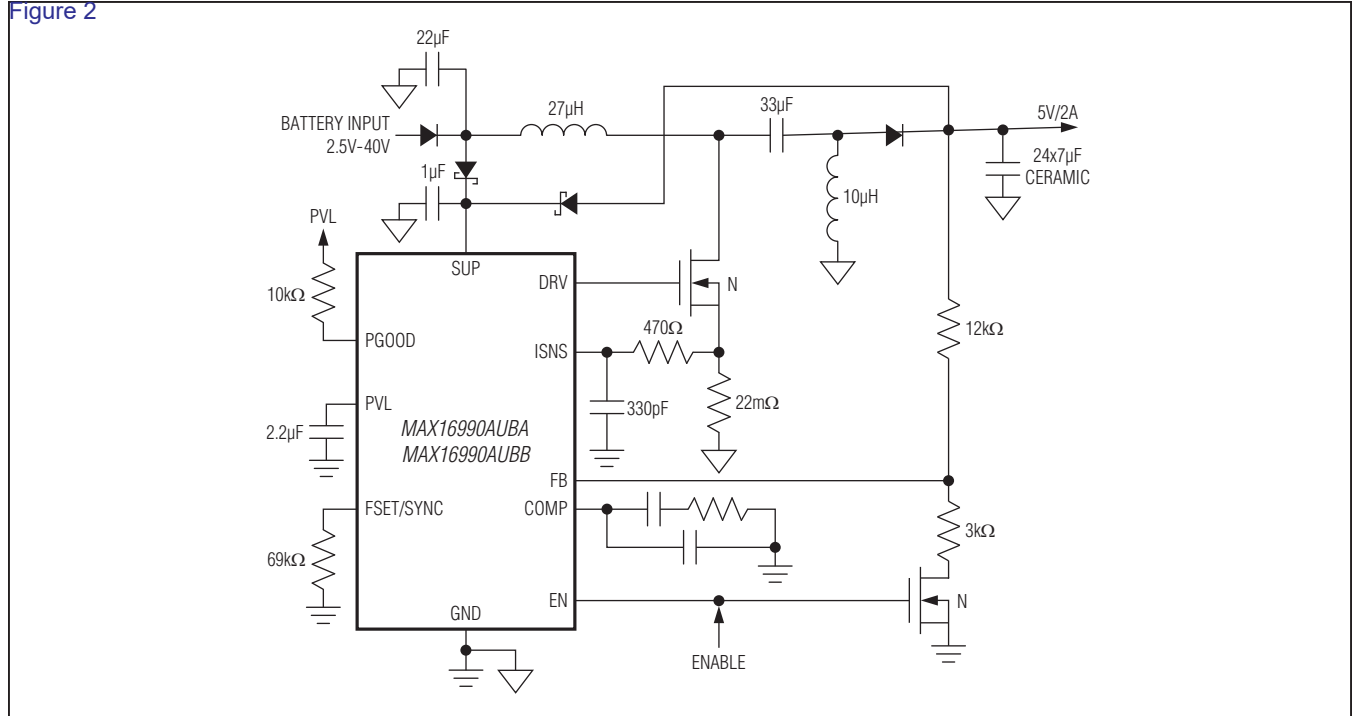 Figure 2
22µF
BATTERY INPUT
2.5V-40V
27µH
33µF
5V/2A
24x7µF
CERAMIC
1µF
10µH
PVL
10kΩ
SUP
DRV
N
PGOOD
ISNS
470Ω
12kΩ
330pF
22mΩ
PVL
2.2µF
MAX16990AUBA
MAX16990AUBB
FB
FSET/SYNC
COMP
3kΩ
69kΩ
EN
N
GND
ENABLE